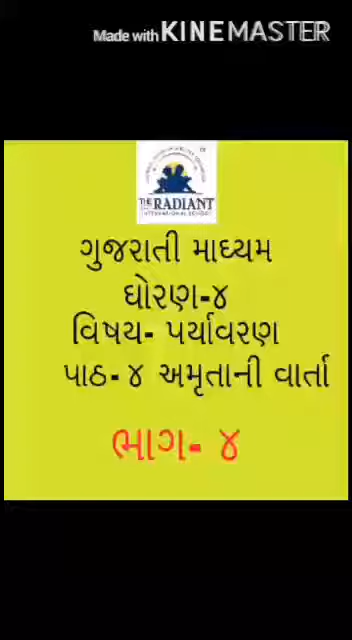 Made with KINEMASTER
THE RADIANT
INTERNATIONAL SCHOOL
ગુજરાતી માધ્યમ
ધોરણ-૪
વિષય- પર્યાવરણ
પાઠ- ૪ અમૃતાની વાર્તા
ભાગ- ૪